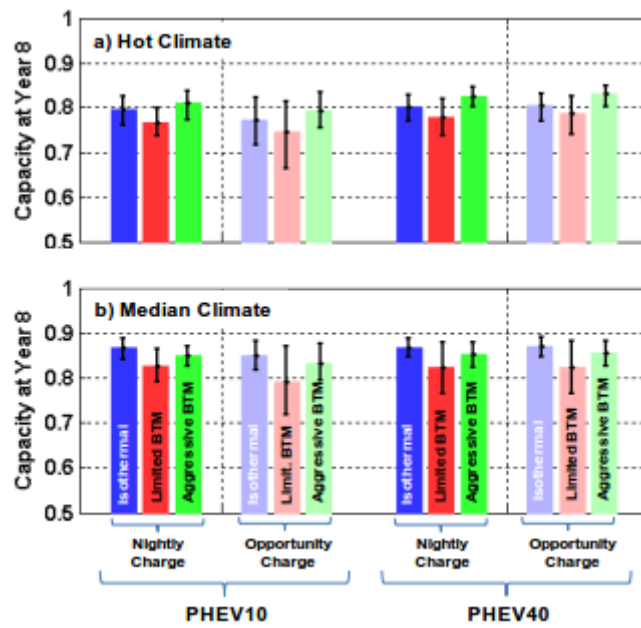 a) Hot Climate
Capacity at Year 8
1
0.9
0.8
0.7
0.6
0.5
b) Median Climate
Capacity at Year 8
1
0.9
0.8
0.7
0.6
0.5
Isothermal
Limited BTM
Aggressive BTM
Isothermal
Limit. BTM
Aggressive BTM.
Isothermal
Limited BTM
Aggressive BTM
Isothermal
Limited BTM
Aggressive BTM
Nightly
Charge
Opportunity
Charge
Nightly
Charge
Opportunity
Charge
PHEV10
PHEV40